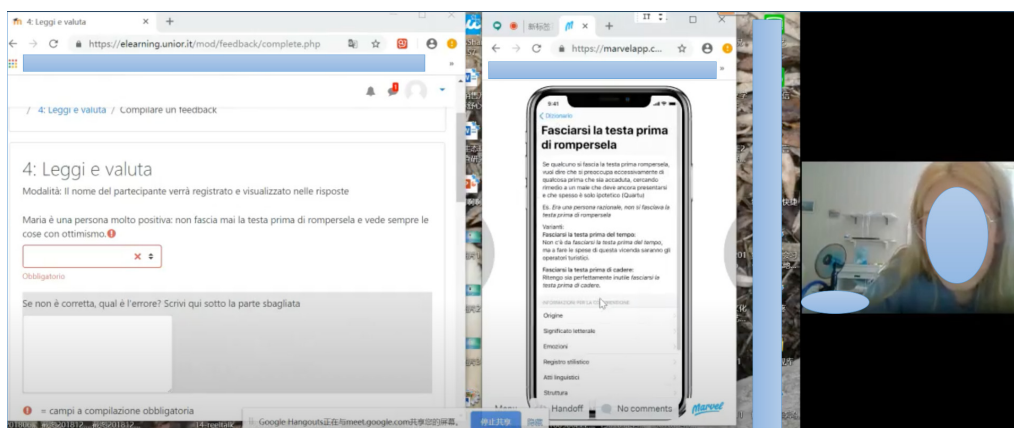 4: Leggi e valuta
https://elearning.unior.it/mod/feedback/complete.php
/ 4: Leggi e valuta / Compilare un feedback
4: Leggi e valuta
Modalità: Il nome del partecipante verrà registrato e visualizzato nelle risposte
Maria è una persona molto positiva: non fascia mai la testa prima di rompersela e vede sempre le
cose con ottimismo.
Obbligatorio
Se non è corretta, qual è l'errore? Scrivi qui sotto la parte sbagliata
= campi a compilazione obbligatoria
Google Hangouts正在与meet.google.com共享您的屏幕。
停止共享
隐藏
新标签
https://marvelapp.c...
9:41
Dizionario
Fasciarsi la testa prima
di rompersela
Se qualcuno si fascia la testa prima rompersela,
vuol dire che si preoccupa eccessivamente di
qualcosa prima che sia accaduta, cercando
rimedio a un male che deve ancora presentarsi
e che spesso è solo ipotetico (Quartu)
Es. Era una persona razionale, non si fasciava la
testa prima di rompersela
Varianti:
Fasciarsi la testa prima del tempo:
Non c'è da fasciarsi la testa prima del tempo,
ma a fare le spese di questa vicenda saranno gli
operatori turistici.
Fasciarsi la testa prima di cadere:
Ritengo sia perfettamente inutile fasciarsi la
testa prima di cadere.
Origine
Significato letterale
Emozioni
Registro stilistico
Atti linguistici
Struttura
Handoff
No comments
marvel